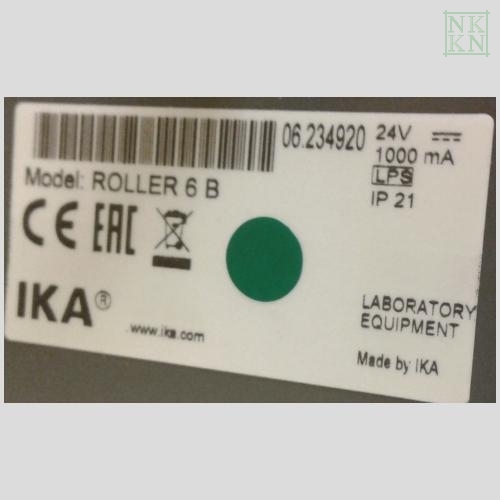 NK
KN
06.234920
24V
1000 mA
LPS
IP 21
Model: ROLLER 6 B
CE EAC
IKA®
www.ika.com
LABORATORY
EQUIPMENT
Made by IKA